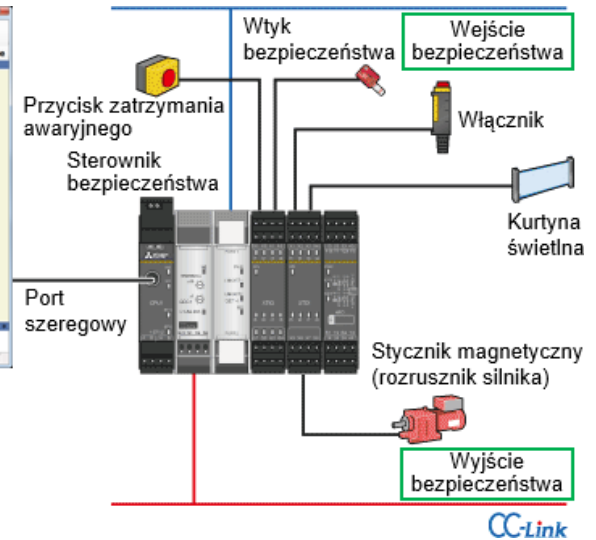 Wtyk
bezpieczeństwa
Wejście
bezpieczeństwa
Przycisk zatrzymania
awaryjnego
Włącznik
Sterownik
bezpieczeństwa
Kurtyna
świetlna
Port
szeregowy
Stycznik magnetyczny
(rozrusznik silnika)
Wyjście
bezpieczeństwa
CC-Link